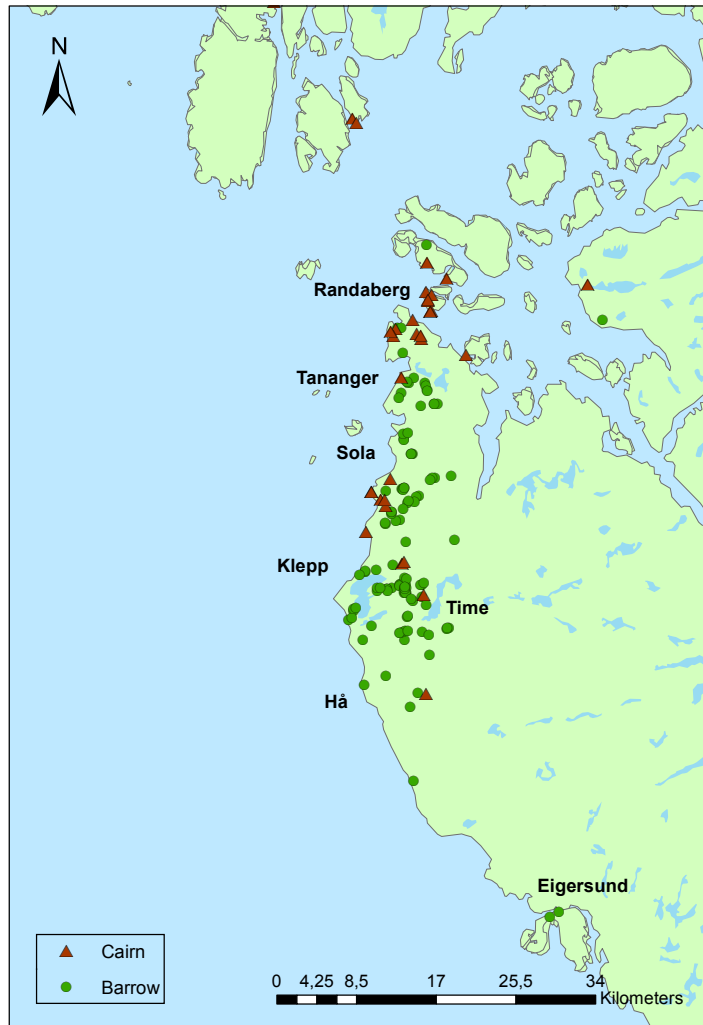 N
Randaberg
Tananger
Sola
Klepp
Time
Hå
Eigersund
Cairn
Barrow
0 4,25 8,5 17 25,5 34
Kilometers